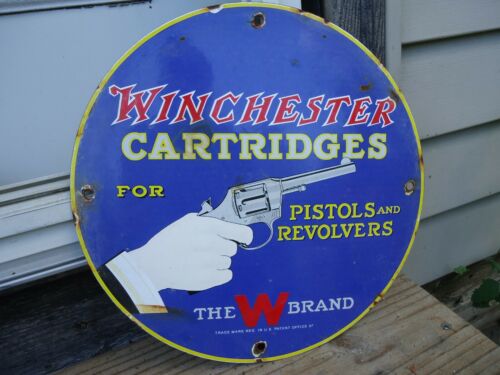 WINCHESTER
CARTRIDGES
FOR
PISTOLS AND
REVOLVERS
THE W BRAND
TRADE MARK REG. IN U.S. PATENT OFFICE